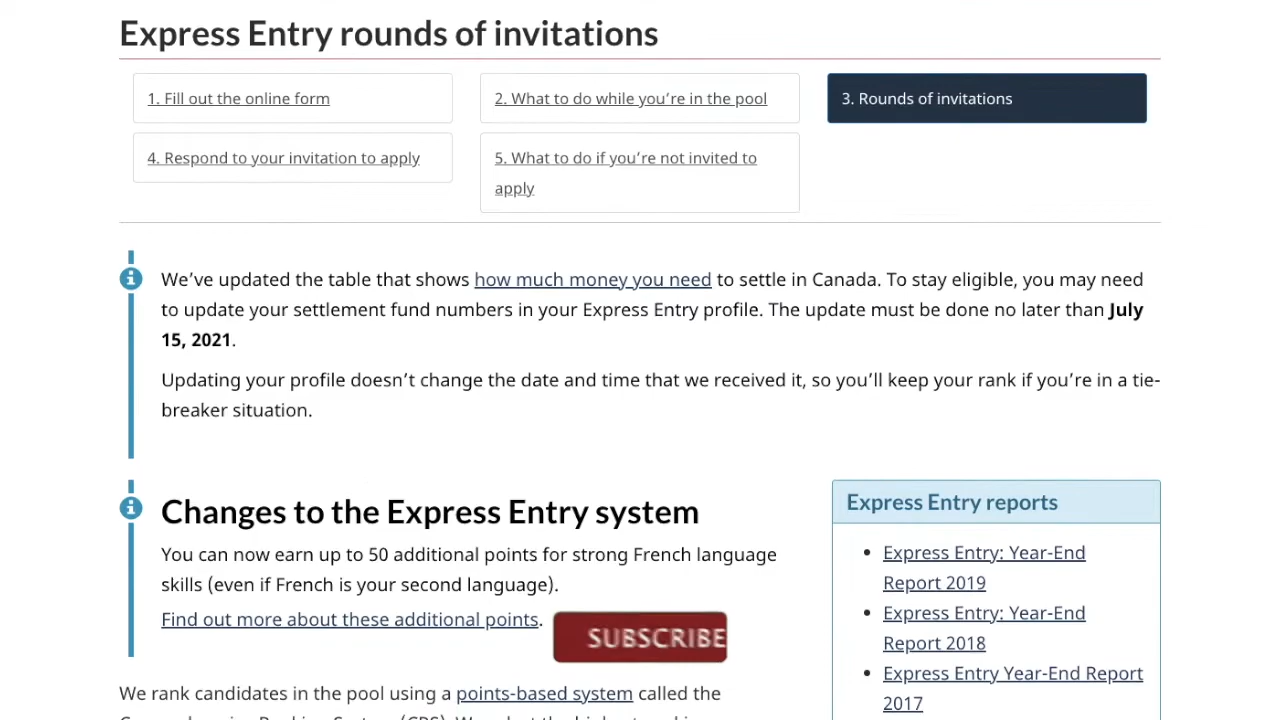 Express Entry rounds of invitations
1. Fill out the online form
2. What to do while you're in the pool
3. Rounds of invitations
4. Respond to your invitation to apply
5. What to do if you're not invited to
apply
We've updated the table that shows how much money you need to settle in Canada. To stay eligible, you may need
to update your settlement fund numbers in your Express Entry profile. The update must be done no later than July
15, 2021.
Updating your profile doesn't change the date and time that we received it, so you'll keep your rank if you're in a tie-
breaker situation.
Changes to the Express Entry system
You can now earn up to 50 additional points for strong French language
skills (even if French is your second language).
Find out more about these additional points.
SUBSCRIBE
We rank candidates in the pool using a points-based system called the
Express Entry reports
Express Entry: Year-End
Report 2019
Express Entry: Year-End
Report 2018
Express Entry Year-End Report
2017